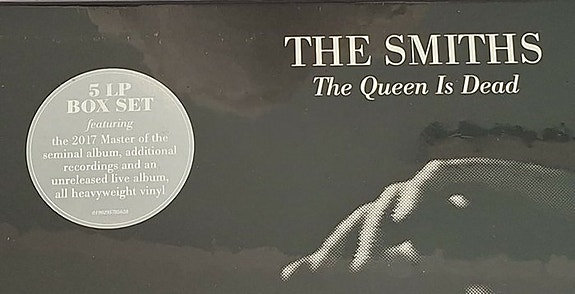 THE SMITHS
The Queen Is Dead
5 LP
BOX SET
featuring
the 2017 Master of the
seminal album, additional
recordings and an
unreleased live album,
all heavyweight vinyl